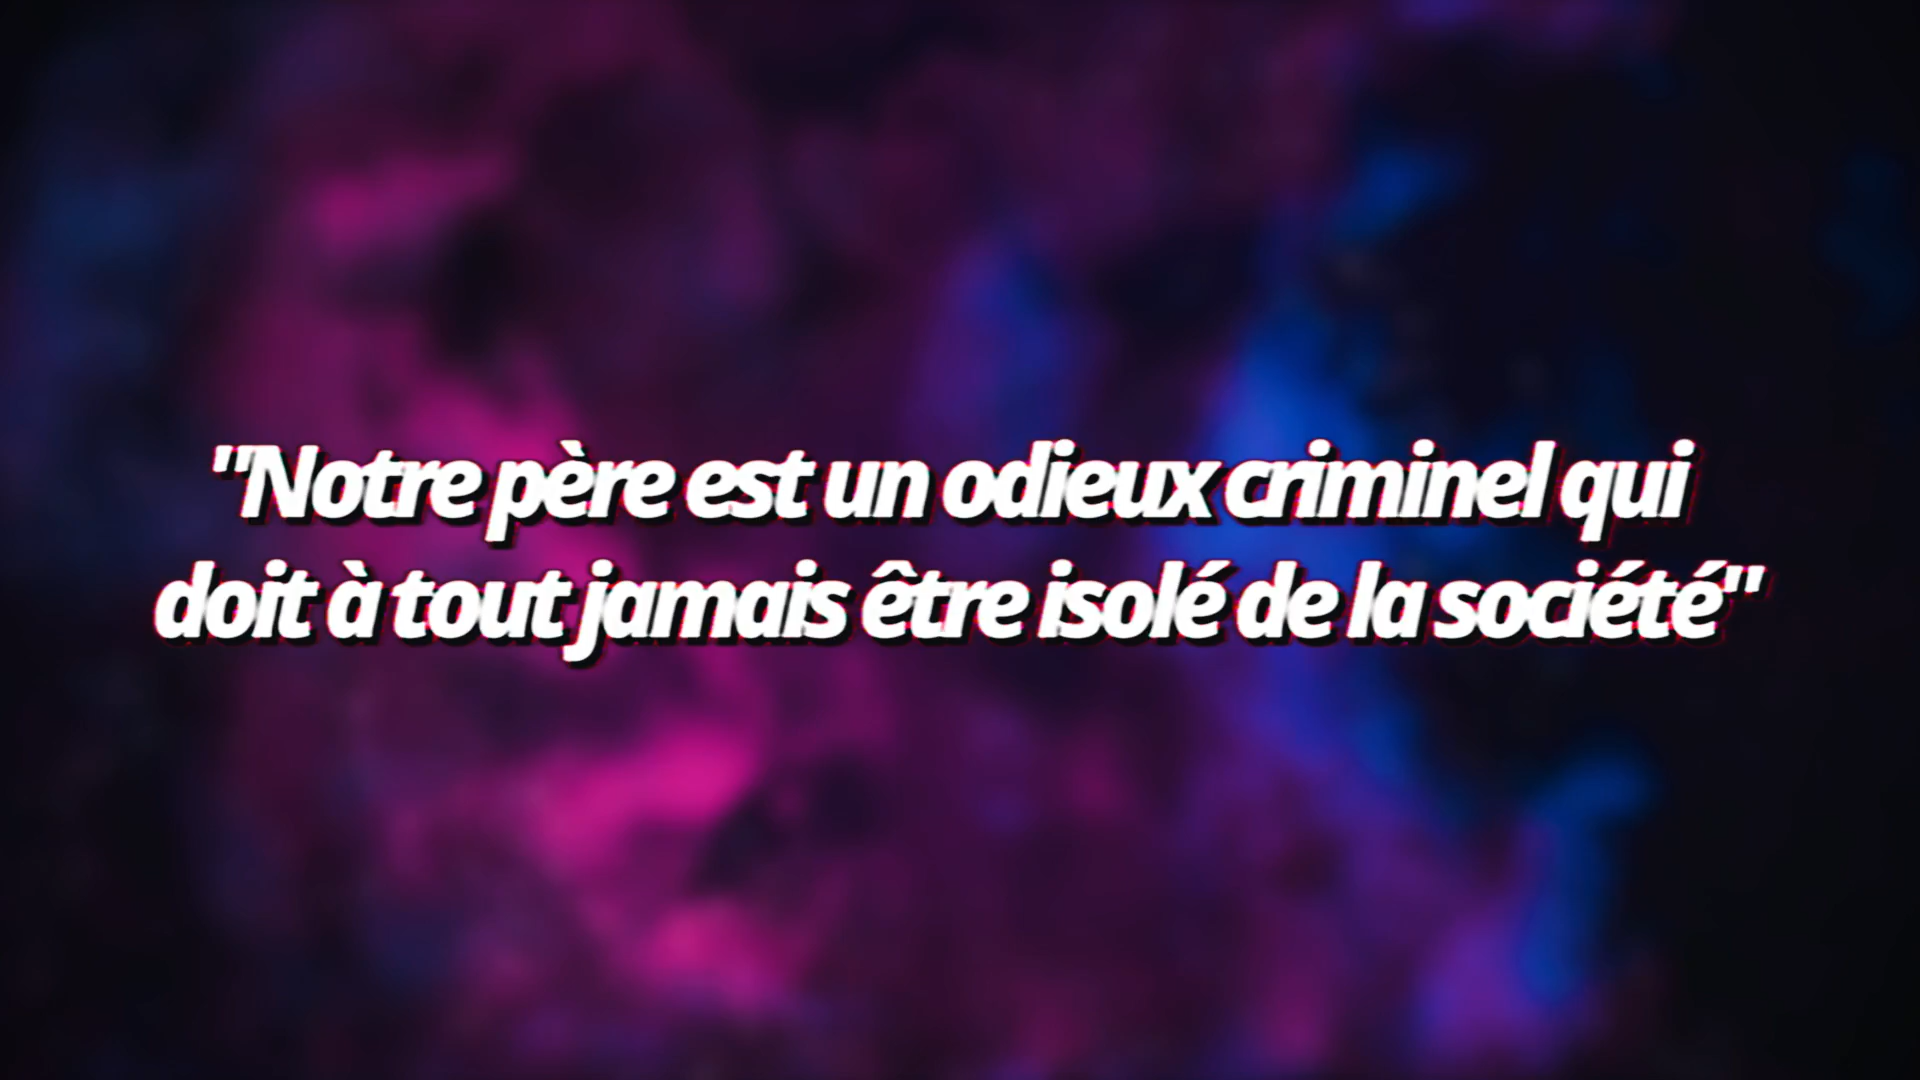 "Notre père est un odieux criminel qui
doit à tout jamais être isolé de la société"